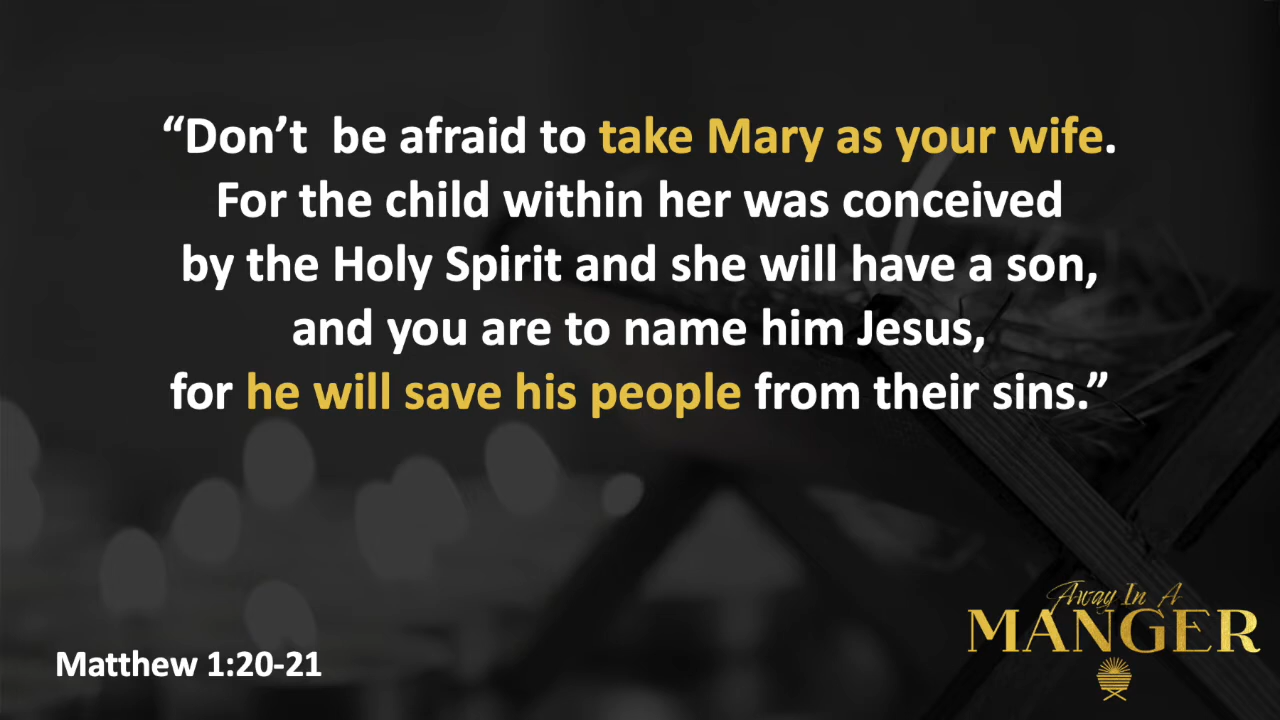 “Don’t  be afraid to take Mary as your wife.
For the child within her was conceived
by the Holy Spirit and she will have a son,
and you are to name him Jesus,
for he will save his people from their sins.”
Matthew 1:20-21
Away In A
MANGER